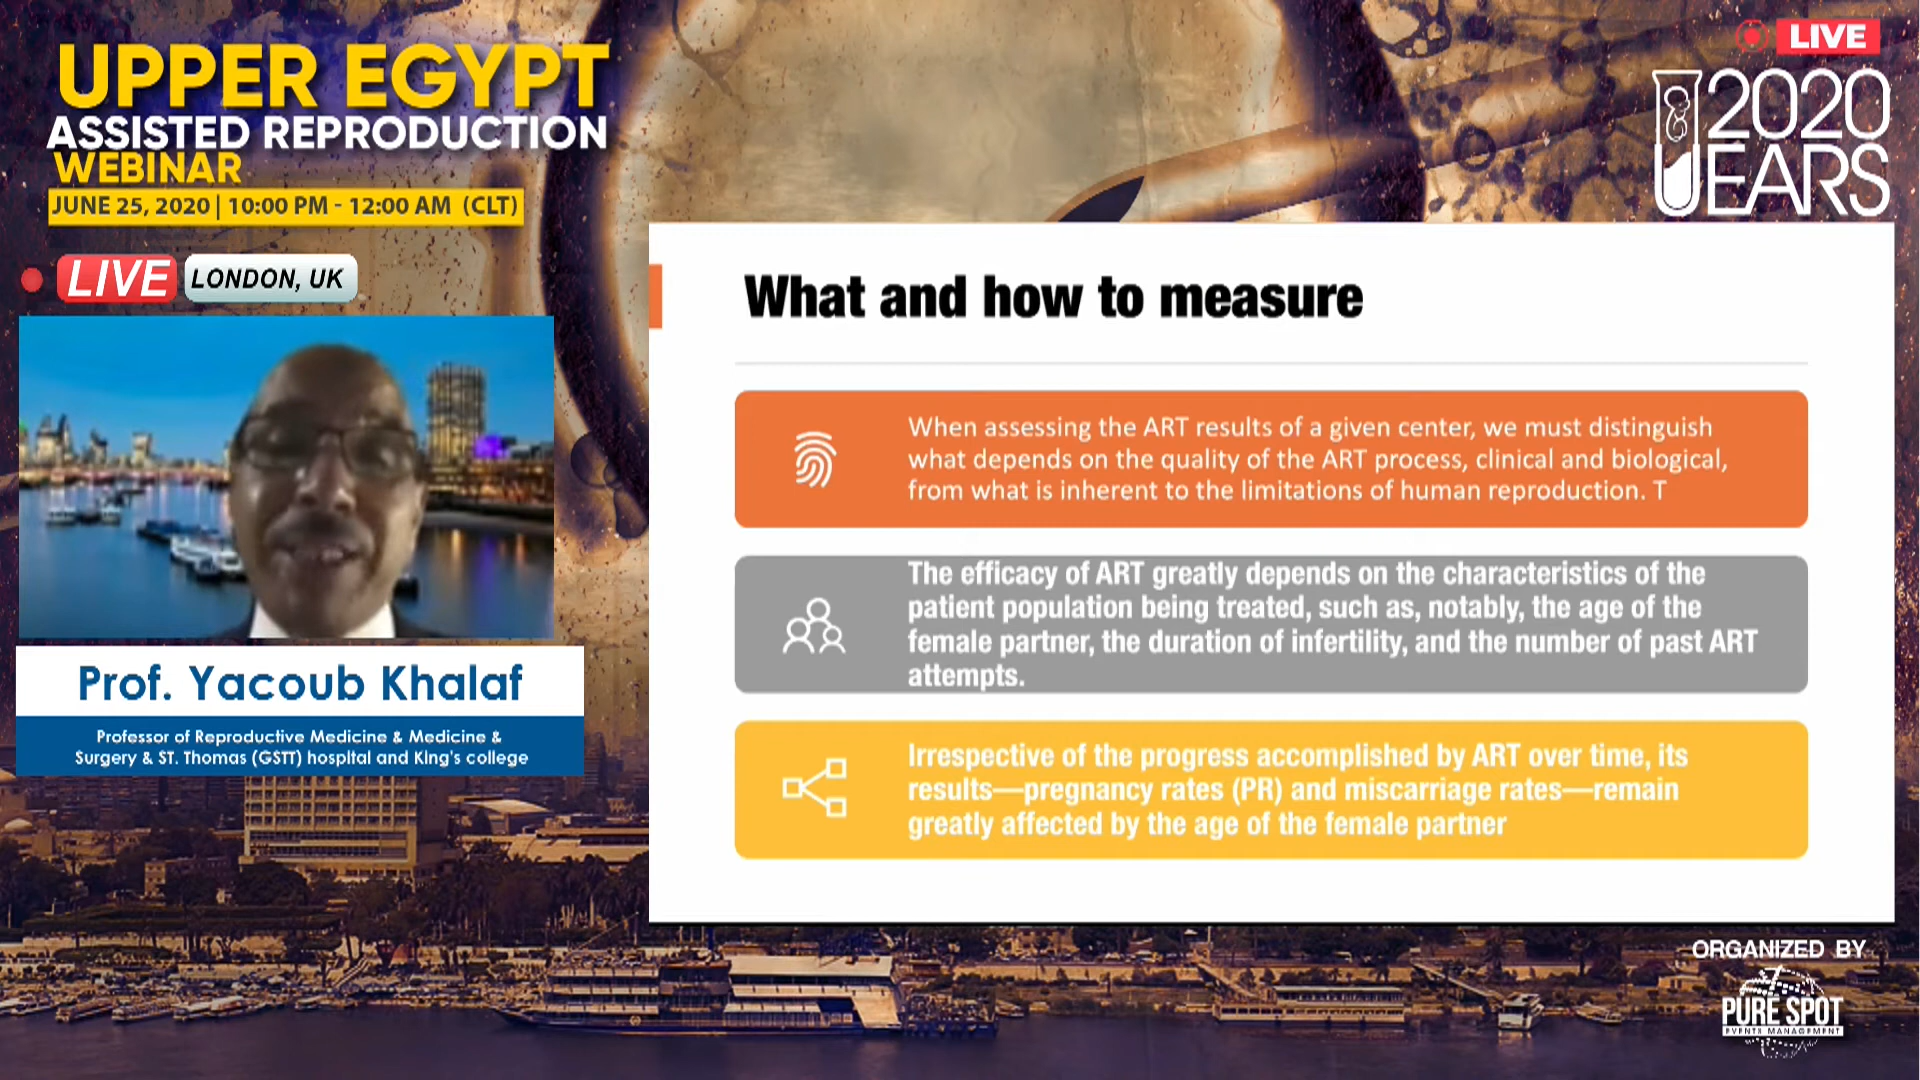 UPPER EGYPT
ASSISTED REPRODUCTION
WEBINAR
JUNE 25, 2020 | 10:00 PM - 12:00 AM (CLT)
LIVE
LONDON, UK
Prof. Yacoub Khalaf
Professor of Reproductive Medicine & Medicine &
Surgery & ST. Thomas (GSTT) hospital and King's college
LIVE
2020
UEARS
What and how to measure
When assessing the ART results of a given center, we must distinguish
what depends on the quality of the ART process, clinical and biological,
from what is inherent to the limitations of human reproduction. T
The efficacy of ART greatly depends on the characteristics of the
patient population being treated, such as, notably, the age of the
female partner, the duration of infertility, and the number of past ART
attempts.
Irrespective of the progress accomplished by ART over time, its
results—pregnancy rates (PR) and miscarriage rates—remain
greatly affected by the age of the female partner
ORGANIZED BY
PURE SPOT
EVENTS MANAGEMENT